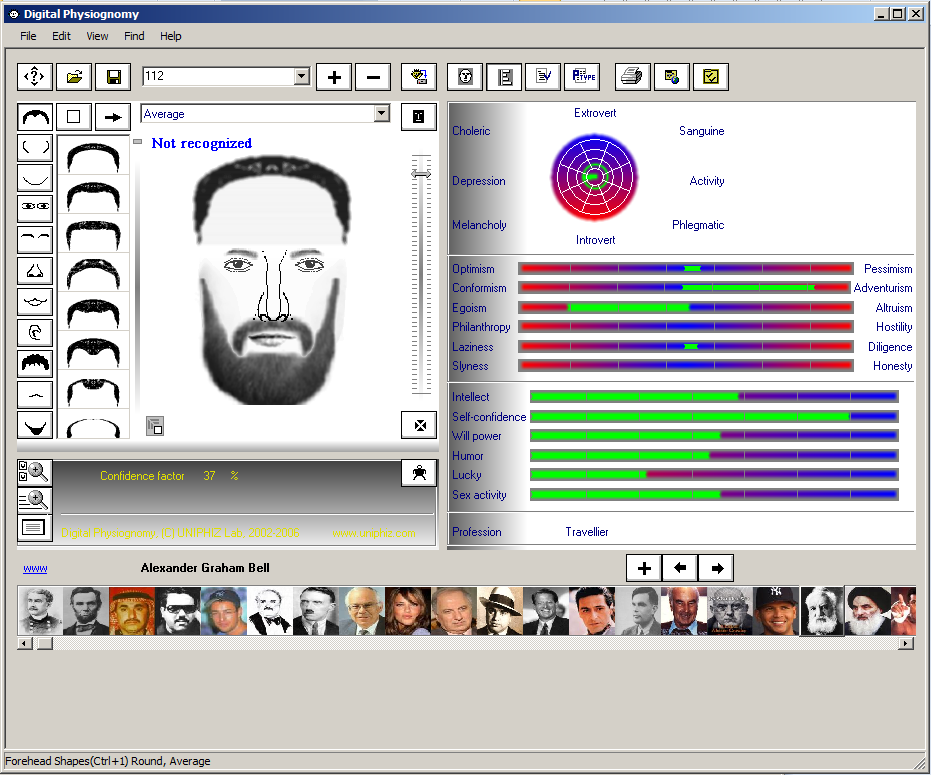 Digital Physiognomy
File Edit View Find Help
112
TYPE
Average
Not recognized
Extrovert
Choleric Sanguine
Depression Activity
Melancholy Phlegmatic
Introvert
Optimism Pessimism
Conformism Adventurism
Egoism Altruism
Philanthropy Hostility
Laziness Diligence
Slyness Honesty
Intellect
Self-confidence
Will power
Humor
Lucky
Sex activity
Confidence factor 37 %
Digital Physiognomy. (C) UNIPHIZ Lab, 2002-2006 www.uniphiz.com
Profession Travellier
www Alexander Graham Bell
Forehead Shapes(Ctrl+1) Round, Average